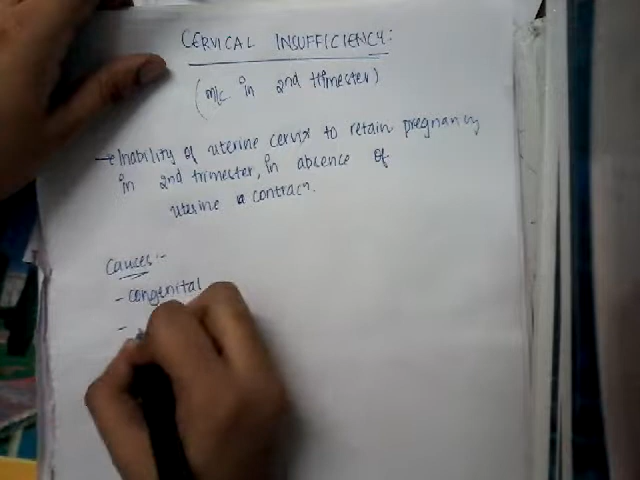 CERVICAL INSUFFICIENCY:
(m/c in 2nd trimester)
→ Inability of uterine cervix to retain pregnancy
in 2nd trimester, in absence of
uterine contracn.
Causes:-
- Congenital
-